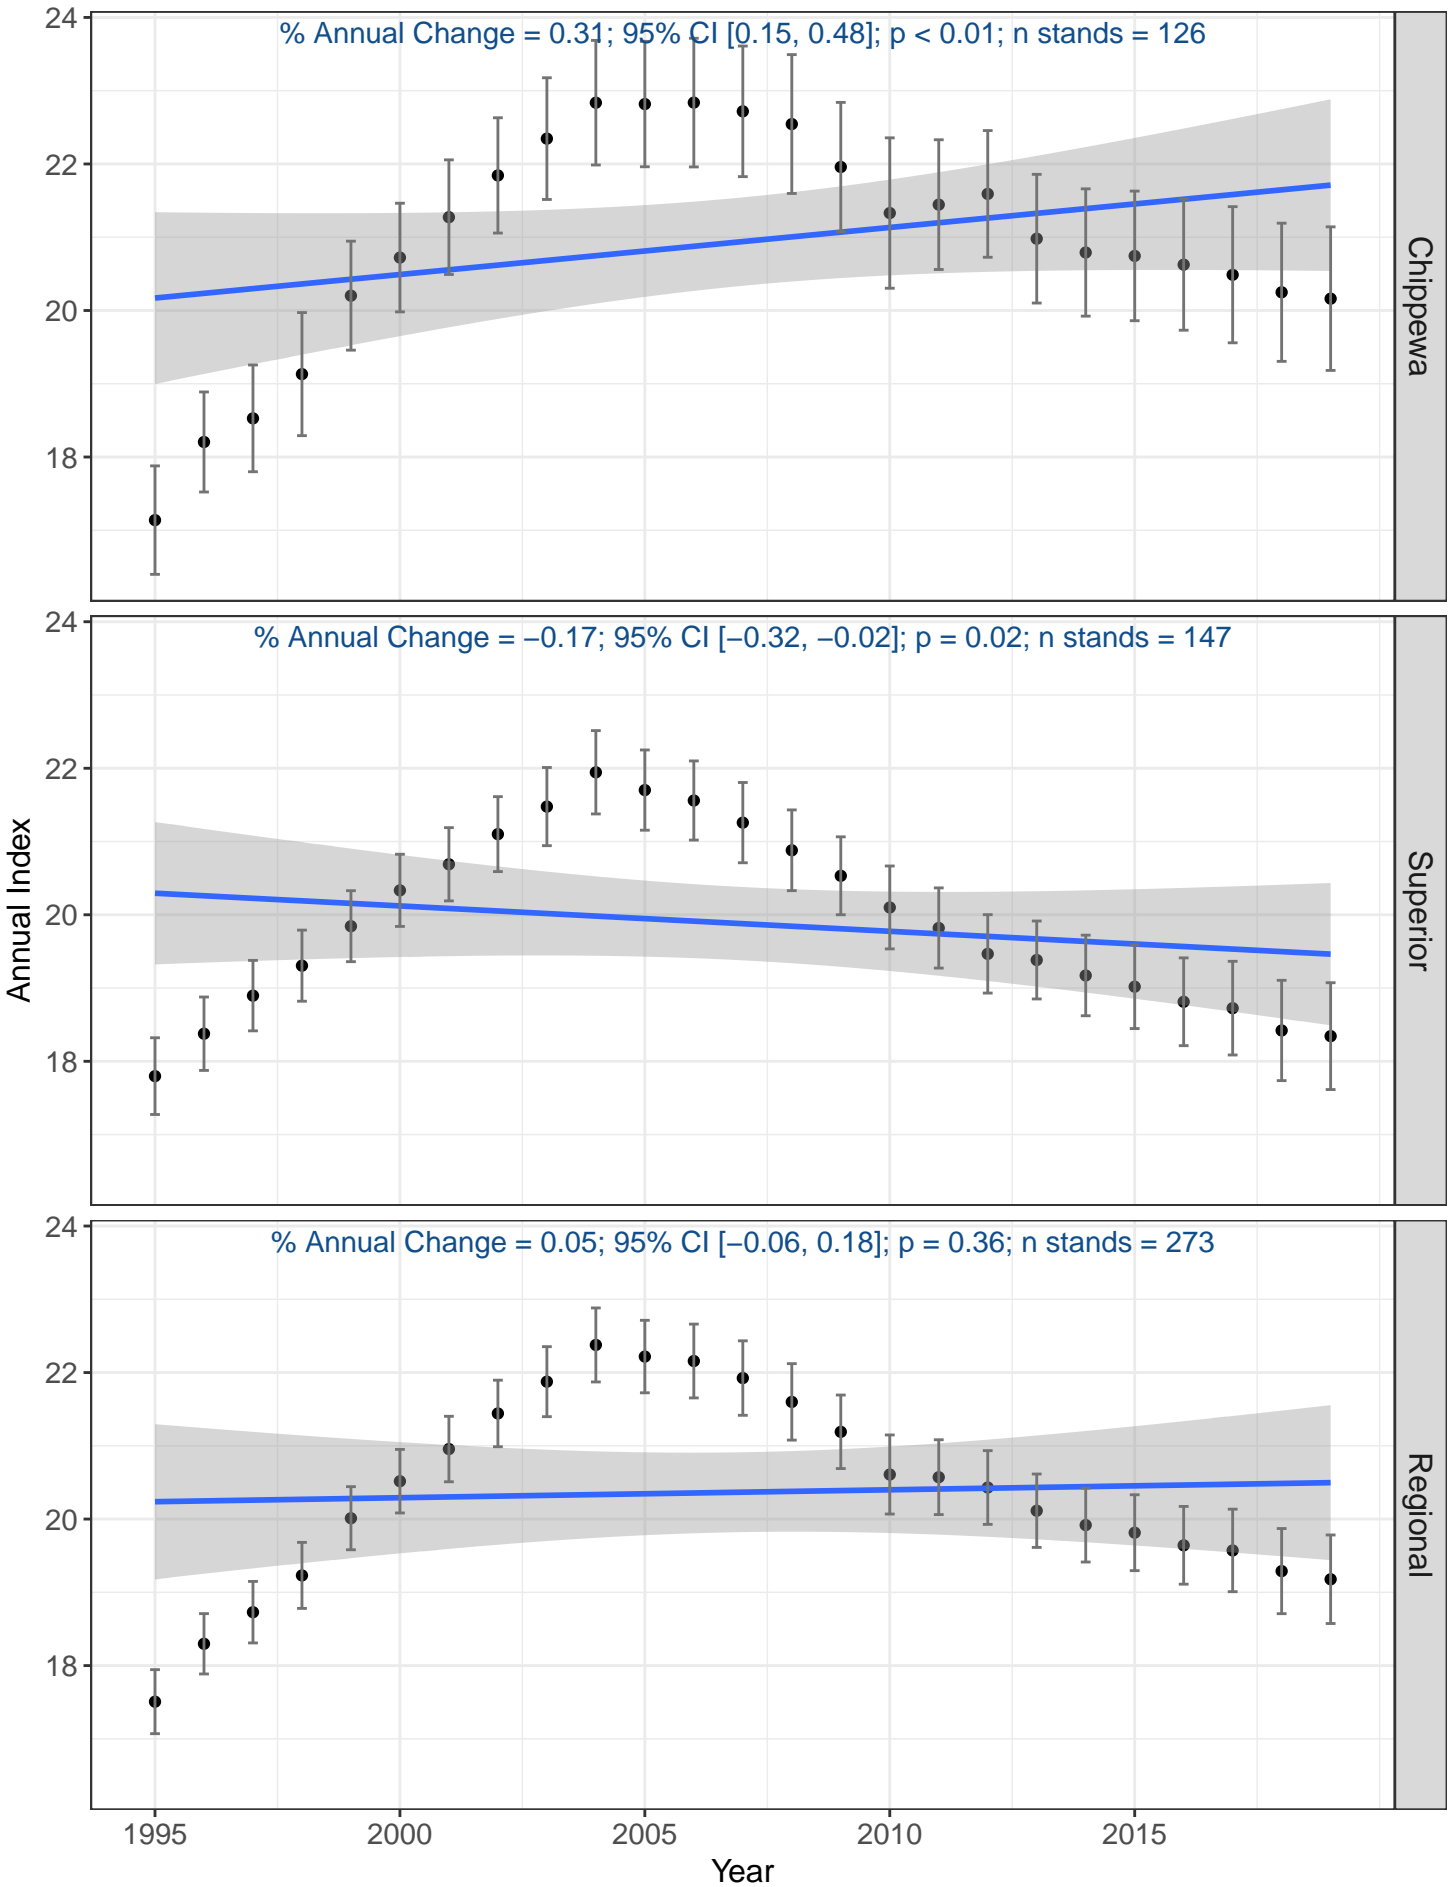 % Annual Change = 0.31; 95% CI [0.15, 0.48]; p < 0.01; n stands = 126
24
22
20
18
Chippewa
% Annual Change = −0.17; 95% CI [−0.32, −0.02]; p = 0.02; n stands = 147
24
22
20
18
Superior
Annual Index
% Annual Change = 0.05; 95% CI [−0.06, 0.18]; p = 0.36; n stands = 273
24
22
20
18
Regional
1995 2000 2005 2010 2015
Year